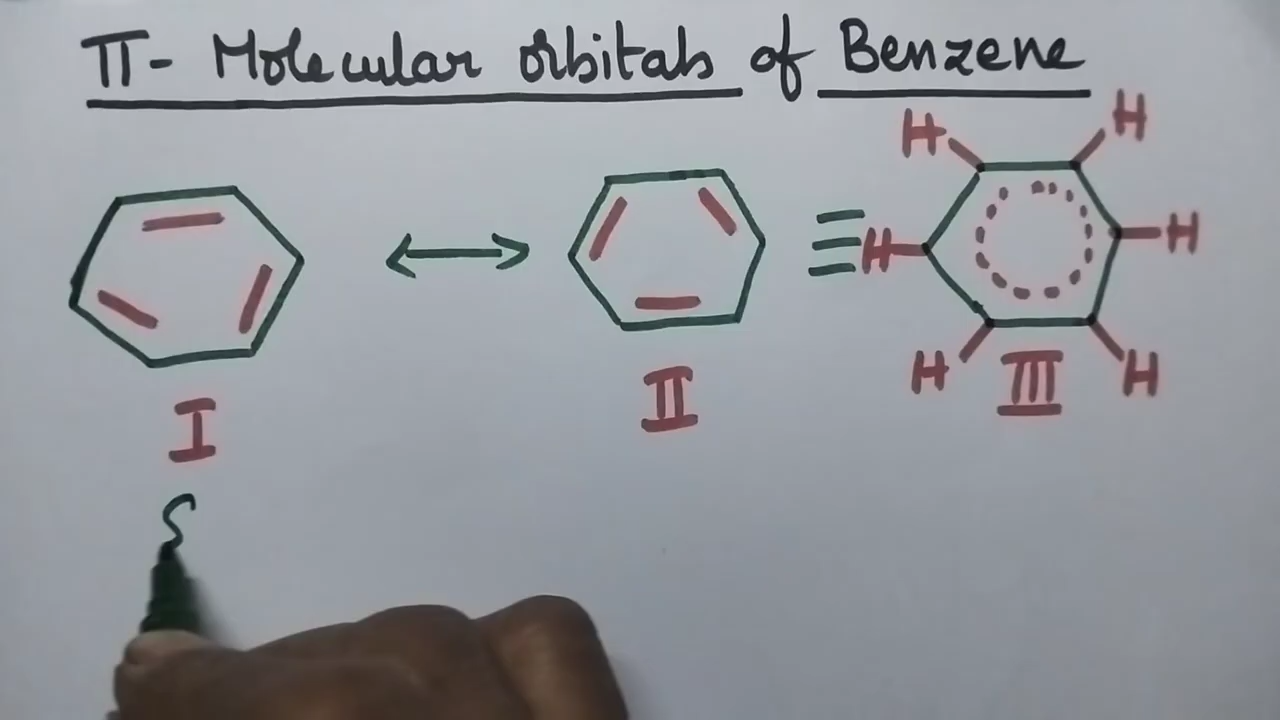 π- Molecular orbitals of Benzene
H H
H H
H H
I II III
S